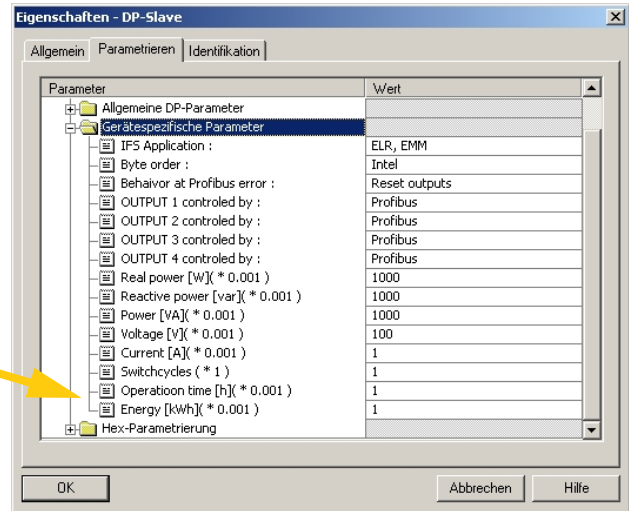 Eigenschaften - DP-Slave
Allgemein Parametrieren Identifikation
Parameter Wert
Allgemeine DP-Parameter
Gerätespezifische Parameter
IFS Application : ELR, EMM
Byte order : Intel
Behaivor at Profibus error : Reset outputs
OUTPUT 1 controled by : Profibus
OUTPUT 2 controled by : Profibus
OUTPUT 3 controled by : Profibus
OUTPUT 4 controled by : Profibus
Real power [W]( * 0.001 ) 1000
Reactive power [var]( * 0.001 ) 1000
Power [VA]( * 0.001 ) 1000
Voltage [V]( * 0.001 ) 100
Current [A]( * 0.001 ) 1
Switchcycles ( * 1 ) 1
Operatioon time [h]( * 0.001 ) 1
Energy [kWh]( * 0.001 ) 1
Hex-Parametrierung
OK Abbrechen Hilfe